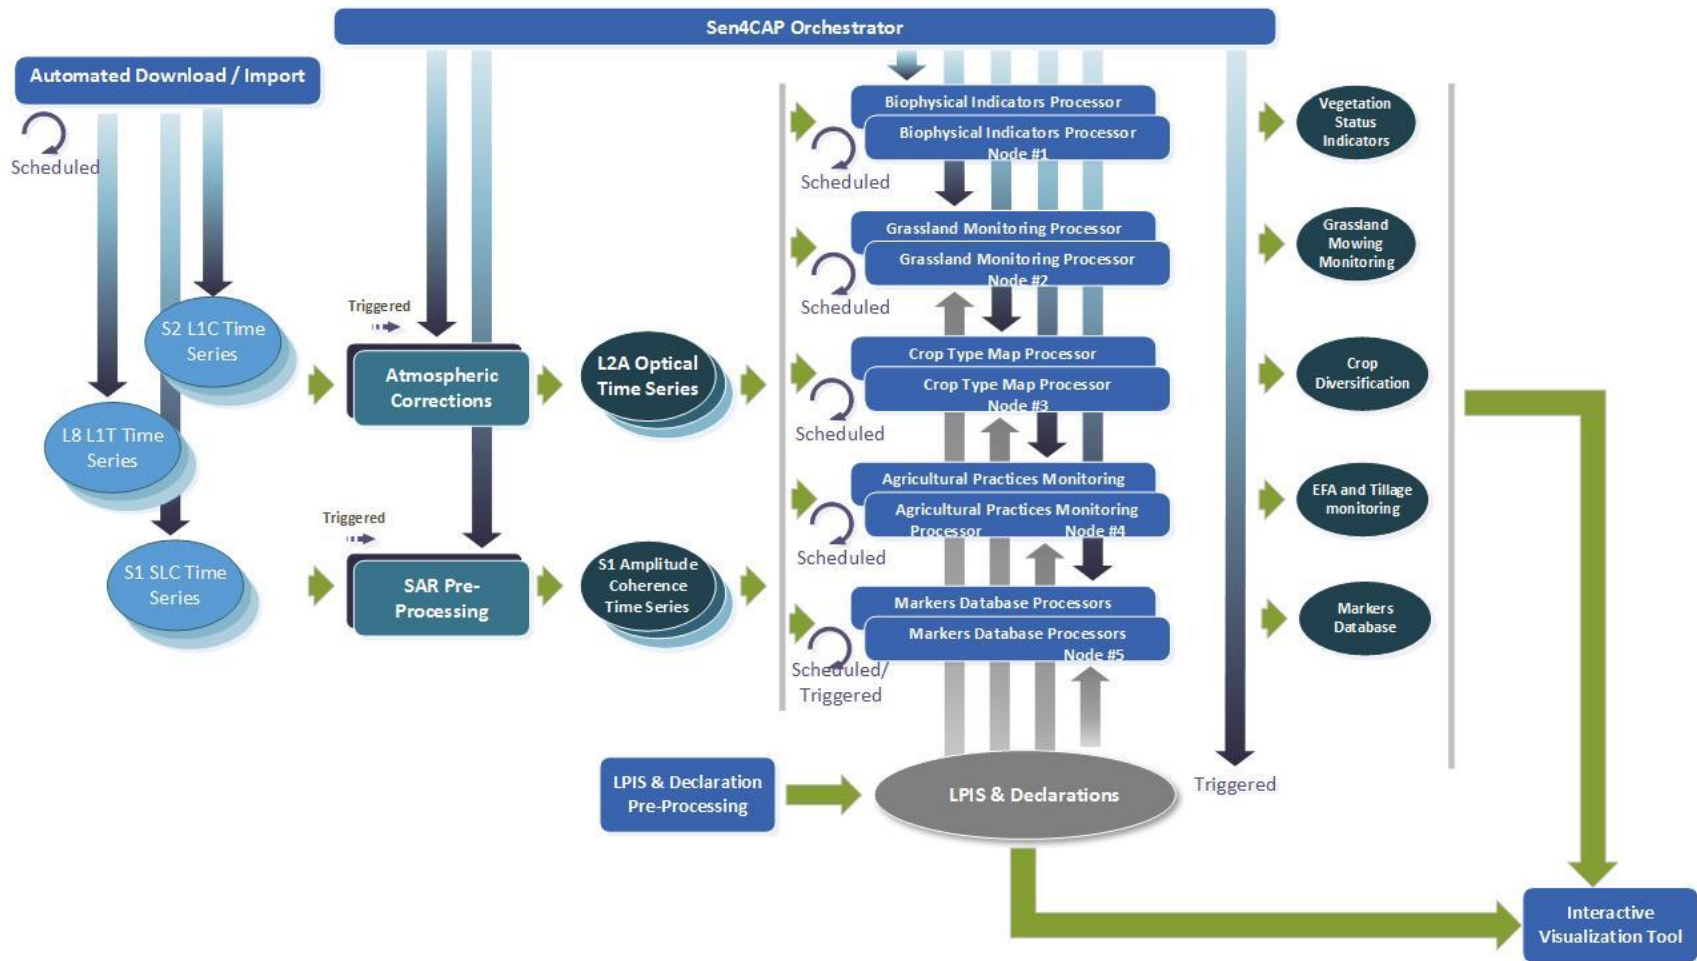 Sen4CAP Orchestrator
Automated Download / Import
Scheduled
S2 L1C Time
Series
L8 L1T Time
Series
S1 SLC Time
Series
Triggered
Atmospheric
Corrections
Triggered
SAR Pre-
Processing
L2A Optical
Time Series
S1 Amplitude
Coherence
Time Series
Biophysical Indicators Processor
Biophysical Indicators Processor
Node #1
Scheduled
Grassland Monitoring Processor
Grassland Monitoring Processor
Node #2
Scheduled
Crop Type Map Processor
Crop Type Map Processor
Node #3
Scheduled
Agricultural Practices Monitoring
Agricultural Practices Monitoring
Processor Node #4
Scheduled
Markers Database Processors
Markers Database Processors
Node #5
Scheduled/
Triggered
Vegetation
Status
Indicators
Grassland
Mowing
Monitoring
Crop
Diversification
EFA and Tillage
monitoring
Markers
Database
LPIS & Declaration
Pre-Processing
LPIS & Declarations
Triggered
Interactive
Visualization Tool